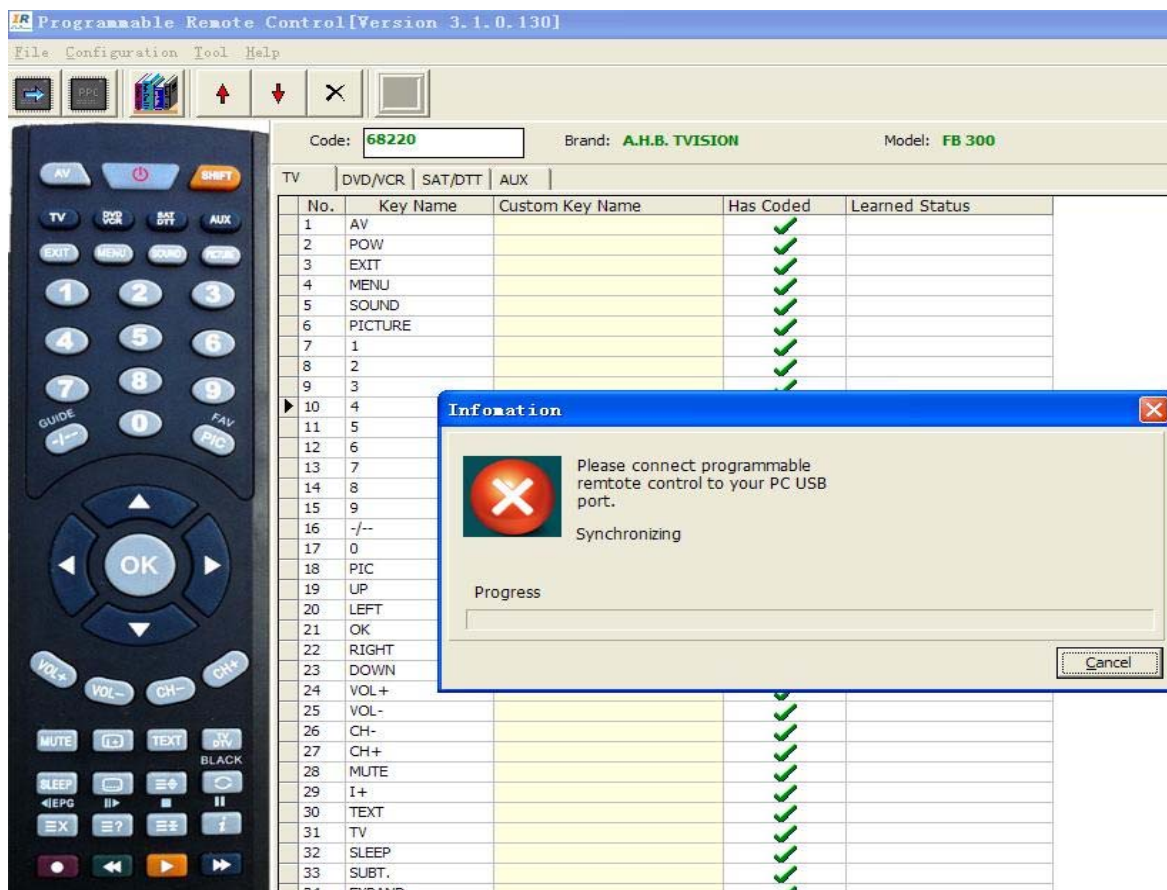 Programmable Remote Control[Version 3.1.0.130]
File Configuration Tool Help
PPC
Code: 68220 Brand: A.H.B. TVISION Model: FB 300
TV DVD/VCR SAT/DTT AUX
No. Key Name Custom Key Name Has Coded Learned Status
1 AV
2 POW
3 EXIT
4 MENU
5 SOUND
6 PICTURE
7 1
8 2
9 3
10 4
11 5
12 6
13 7
14 8
15 9
16 -/--
17 0
18 PIC
19 UP
20 LEFT
21 OK
22 RIGHT
23 DOWN
24 VOL+
25 VOL-
26 CH-
27 CH+
28 MUTE
29 I+
30 TEXT
31 TV
32 SLEEP
33 SUBT.
Infomation
Please connect programmable
remtote control to your PC USB
port.
Synchronizing
Progress
Cancel
AV SHIFT
TV DVD VCR SAT DTT AUX
EXIT MENU SOUND PICTURE
1 2 3
4 5 6
7 8 9
GUIDE FAV
-/-- 0 PIC
OK
VOL+ VOL- CH- CH+
MUTE i+ TEXT TV DTV
BLACK
SLEEP
EPG
X ? i